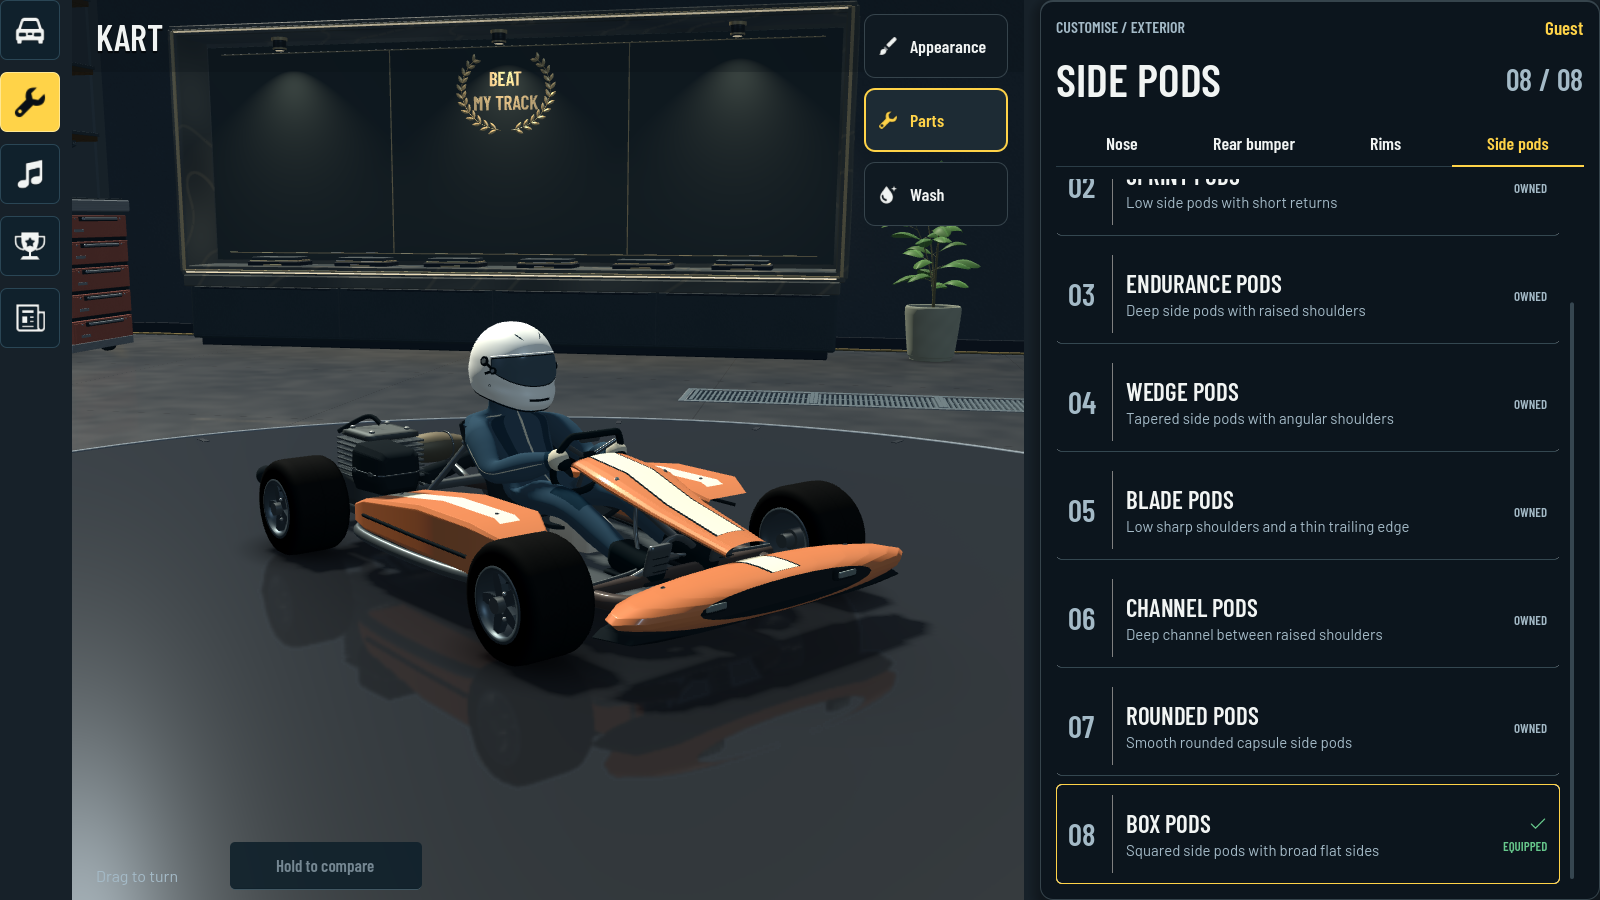 KART
BEAT
MY TRACK
Appearance
Parts
Wash
Drag to turn
Hold to compare
CUSTOMISE / EXTERIOR
Guest
SIDE PODS
08 / 08
Nose
Rear bumper
Rims
Side pods
02
SPRINT PODS
Low side pods with short returns
OWNED
03
ENDURANCE PODS
Deep side pods with raised shoulders
OWNED
04
WEDGE PODS
Tapered side pods with angular shoulders
OWNED
05
BLADE PODS
Low sharp shoulders and a thin trailing edge
OWNED
06
CHANNEL PODS
Deep channel between raised shoulders
OWNED
07
ROUNDED PODS
Smooth rounded capsule side pods
OWNED
08
BOX PODS
Squared side pods with broad flat sides
EQUIPPED